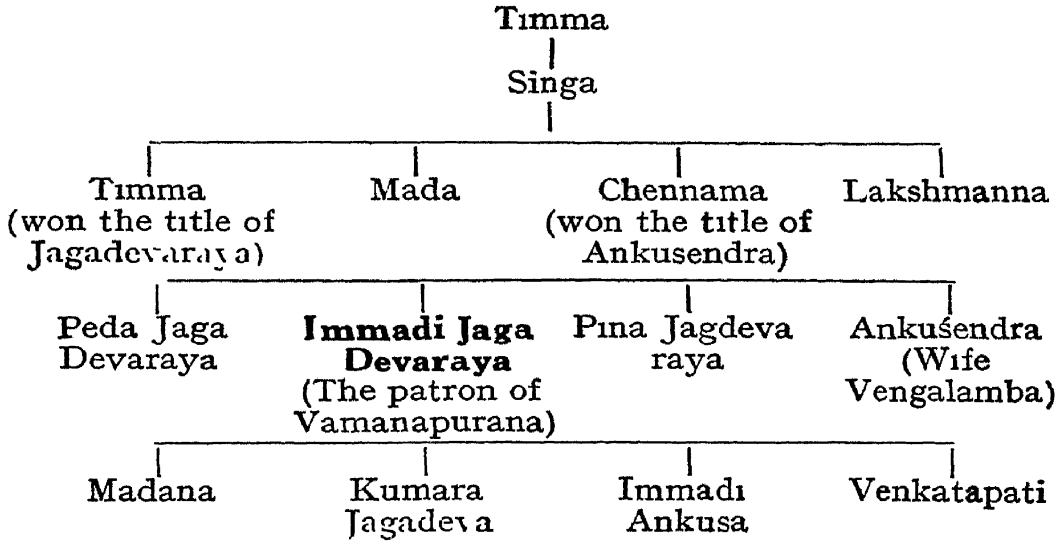 Timma
Singa
Timma Mada Chennama Lakshmanna
(won the title of (won the title of
Jagadevaraya) Ankusendra)
Peda Jaga Immadi Jaga Pina Jagdeva Ankuśendra
Devaraya Devaraya raya (Wife
(The patron of Vengalamba)
Vamanapurana)
Madana Kumara Immadi Venkatapati
Jagadeva Ankusa